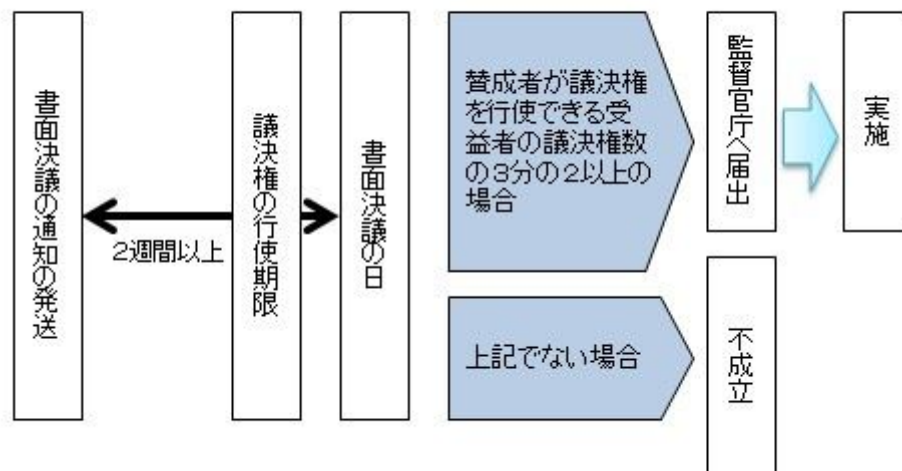 書面決議の通知の発送
2週間以上
議決権の行使期限
書面決議の日
賛成者が議決権
を行使できる受
益者の議決権数
の3分の2以上の
場合
監督官庁へ届出
実施
上記でない場合
不成立